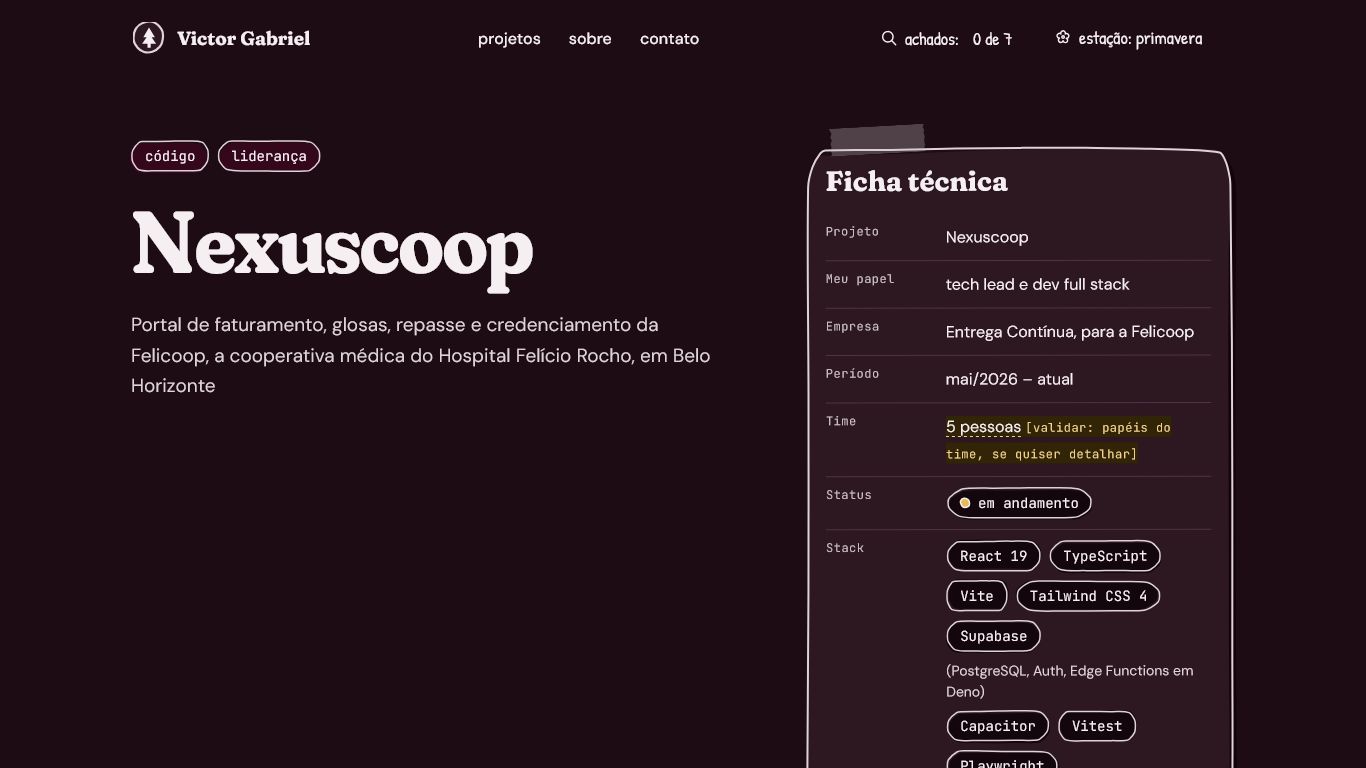 Victor Gabriel
projetos sobre contato
achados: 0 de 7
estação: primavera
código liderança
Nexuscoop
Portal de faturamento, glosas, repasse e credenciamento da
Felicoop, a cooperativa médica do Hospital Felício Rocho, em Belo
Horizonte
Ficha técnica
Projeto Nexuscoop
Meu papel tech lead e dev full stack
Empresa Entrega Contínua, para a Felicoop
Período mai/2026 – atual
Time 5 pessoas [validar: papéis do
time, se quiser detalhar]
Status em andamento
Stack React 19 TypeScript
Vite Tailwind CSS 4
Supabase
(PostgreSQL, Auth, Edge Functions em
Deno)
Capacitor Vitest
Playwright